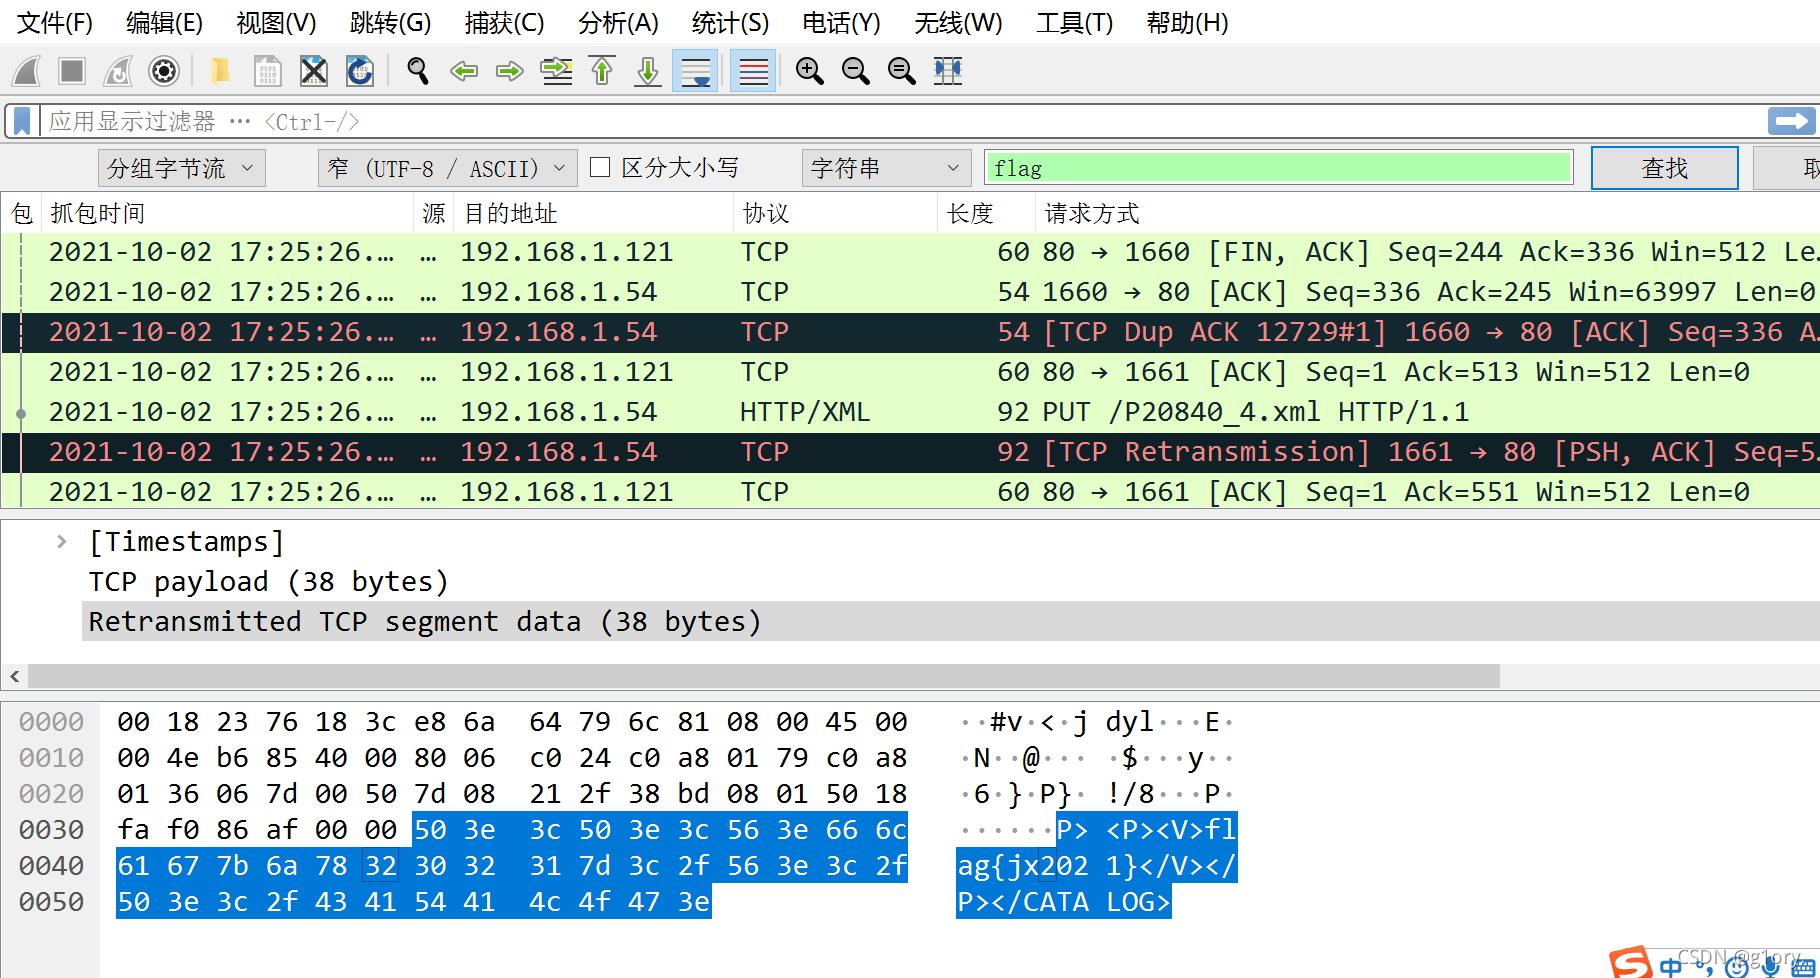 文件(F) 编辑(E) 视图(V) 跳转(G) 捕获(C) 分析(A) 统计(S) 电话(Y) 无线(W) 工具(T) 帮助(H)
应用显示过滤器 … <Ctrl-/>
分组字节流 窄 (UTF-8 / ASCII) 区分大小写 字符串 flag 查找
包 抓包时间 源 目的地址 协议 长度 请求方式
2021-10-02 17:25:26.… … 192.168.1.121 TCP 60 80 → 1660 [FIN, ACK] Seq=244 Ack=336 Win=512 Le…
2021-10-02 17:25:26.… … 192.168.1.54 TCP 54 1660 → 80 [ACK] Seq=336 Ack=245 Win=63997 Len=0
2021-10-02 17:25:26.… … 192.168.1.54 TCP 54 [TCP Dup ACK 12729#1] 1660 → 80 [ACK] Seq=336 A…
2021-10-02 17:25:26.… … 192.168.1.121 TCP 60 80 → 1661 [ACK] Seq=1 Ack=513 Win=512 Len=0
2021-10-02 17:25:26.… … 192.168.1.54 HTTP/XML 92 PUT /P20840_4.xml HTTP/1.1
2021-10-02 17:25:26.… … 192.168.1.54 TCP 92 [TCP Retransmission] 1661 → 80 [PSH, ACK] Seq=5…
2021-10-02 17:25:26.… … 192.168.1.121 TCP 60 80 → 1661 [ACK] Seq=1 Ack=551 Win=512 Len=0
[Timestamps]
TCP payload (38 bytes)
Retransmitted TCP segment data (38 bytes)
0000 00 18 23 76 18 3c e8 6a 64 79 6c 81 08 00 45 00 ··#v·<·j dyl···E·
0010 00 4e b6 85 40 00 80 06 c0 24 c0 a8 01 79 c0 a8 ·N··@··· ·$···y··
0020 01 36 06 7d 00 50 7d 08 21 2f 38 bd 08 01 50 18 ·6·}·P}· !/8···P·
0030 fa f0 86 af 00 00 50 3e 3c 50 3e 3c 56 3e 66 6c ······P> <P><V>fl
0040 61 67 7b 6a 78 32 30 32 31 7d 3c 2f 56 3e 3c 2f ag{jx202 1}</V></
0050 50 3e 3c 2f 43 41 54 41 4c 4f 47 3e P></CATA LOG>
中
CSDN @g1ory.